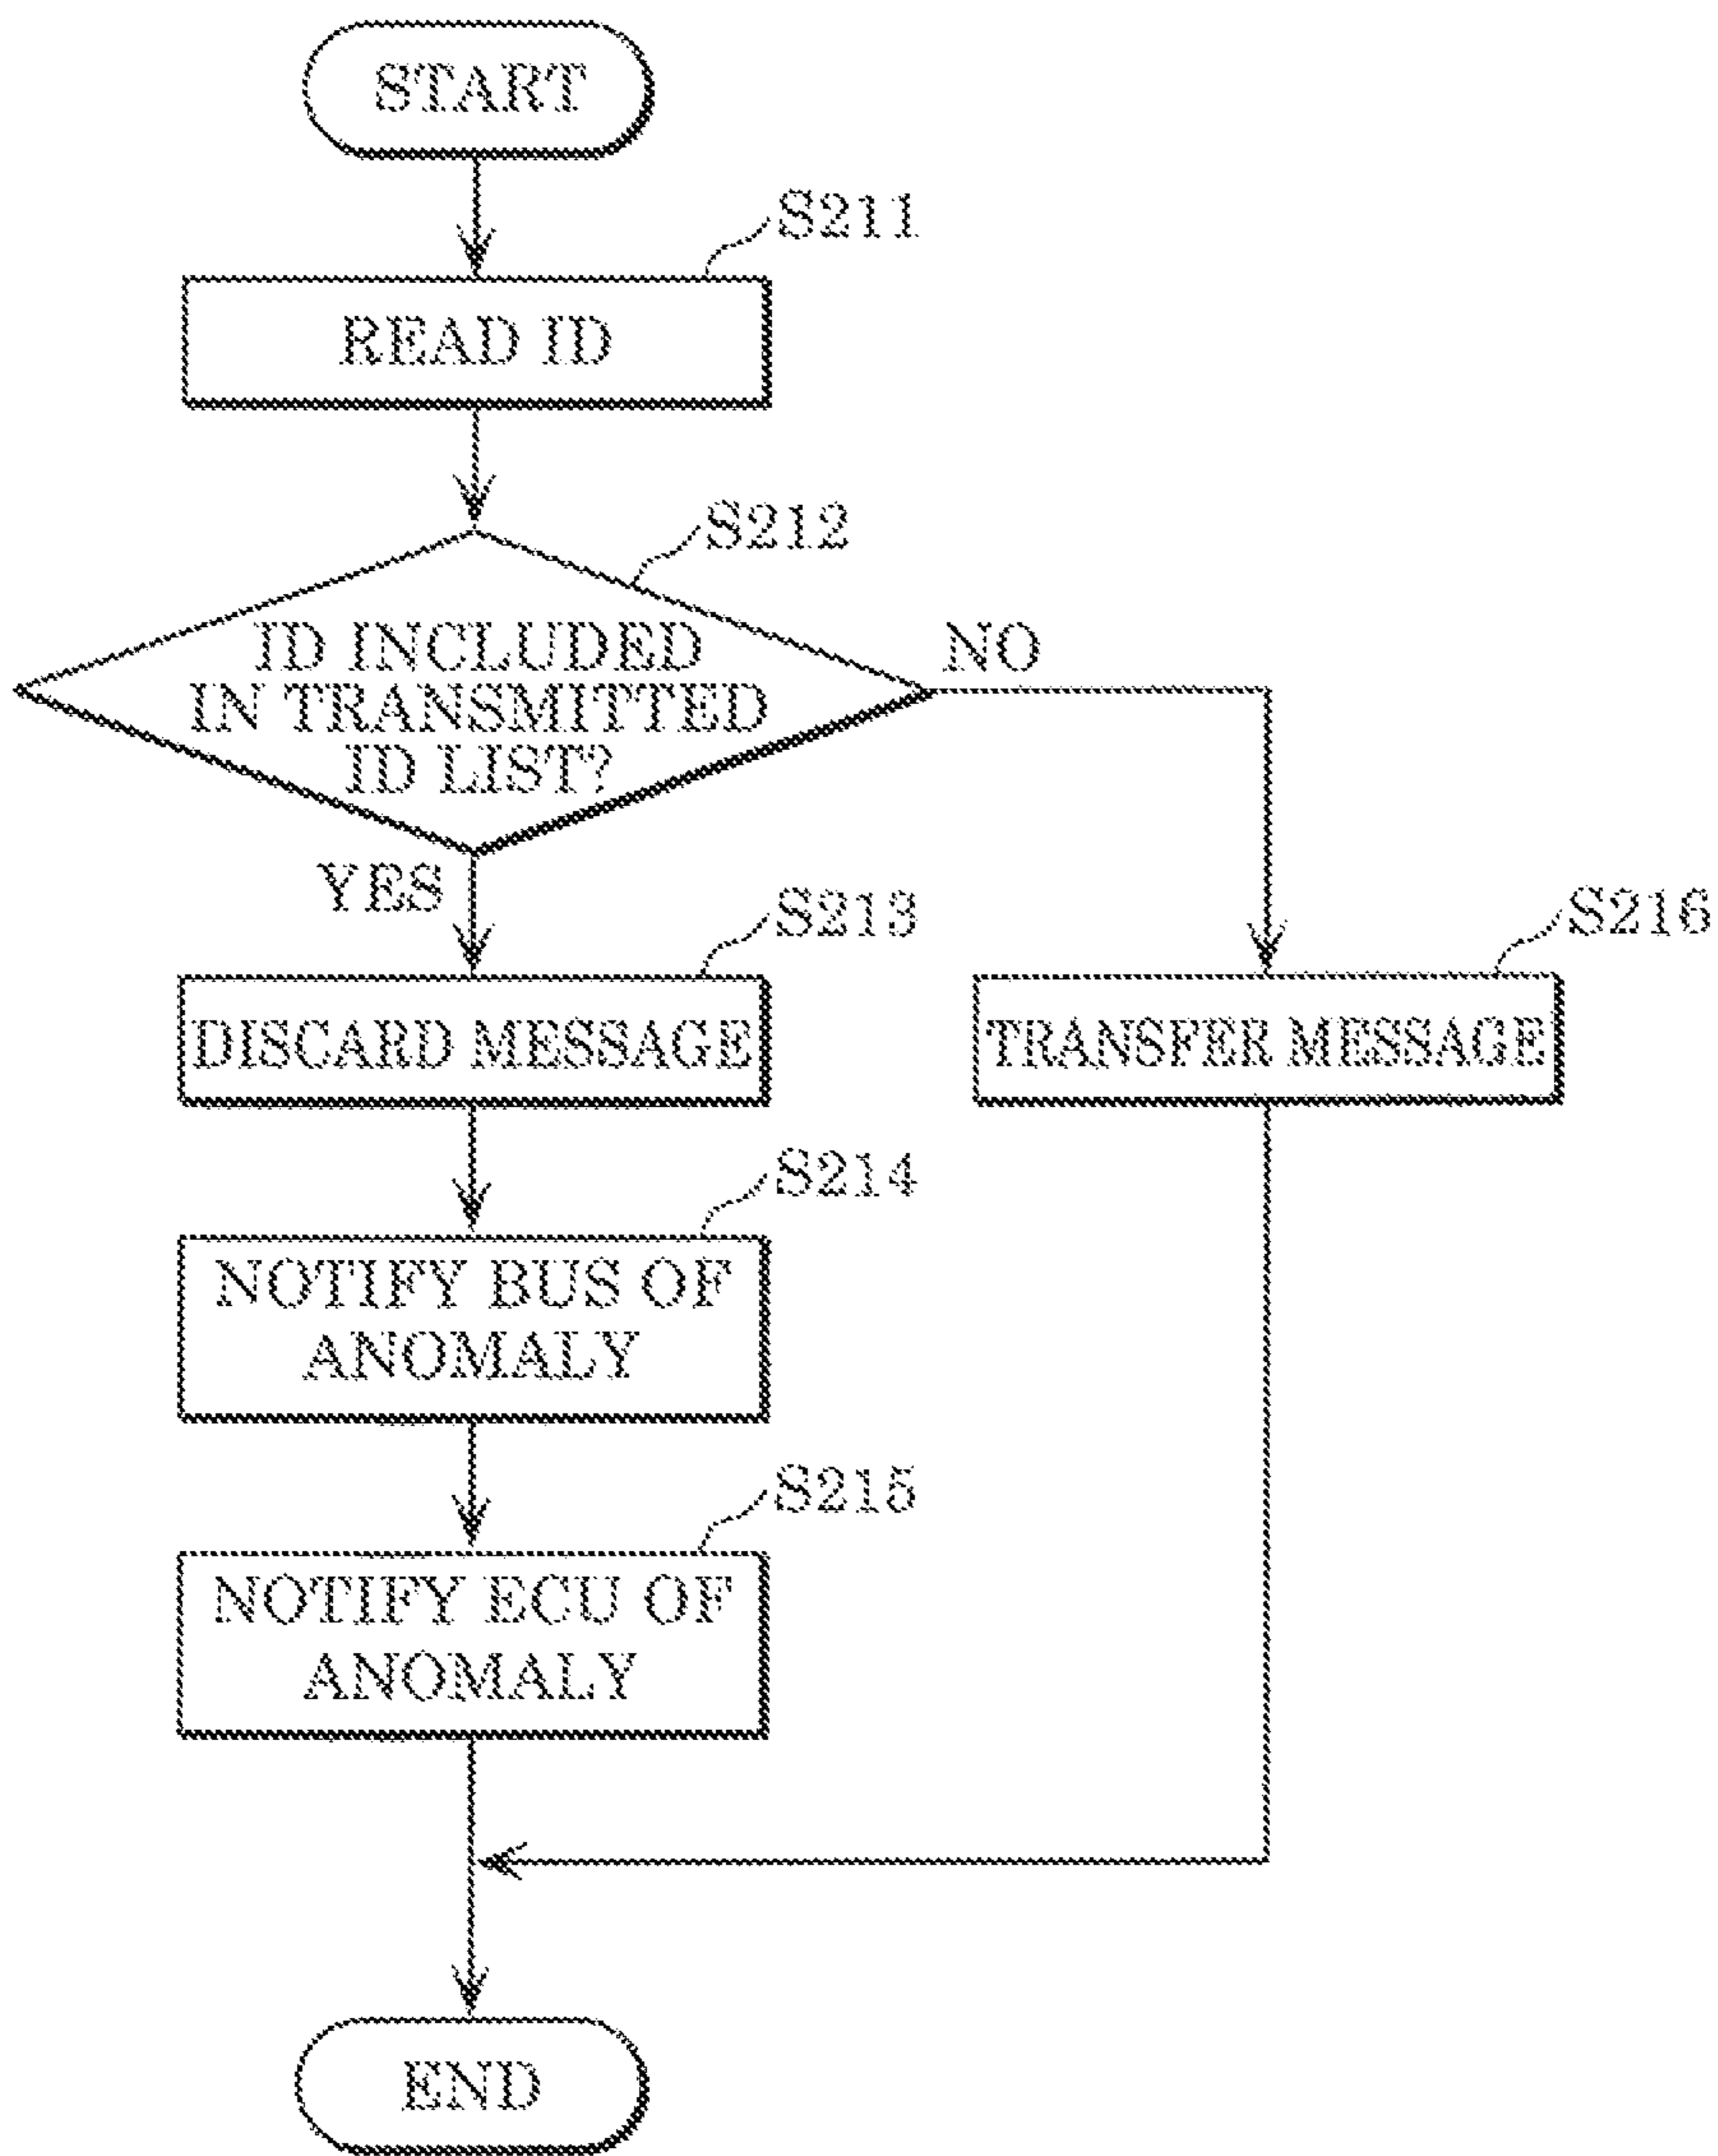 START
S211
READ ID
S212
ID INCLUDED
IN TRANSMITTED
ID LIST?
NO
YES
S213
DISCARD MESSAGE
S216
TRANSFER MESSAGE
S214
NOTIFY BUS OF
ANOMALY
S215
NOTIFY ECU OF
ANOMALY
END